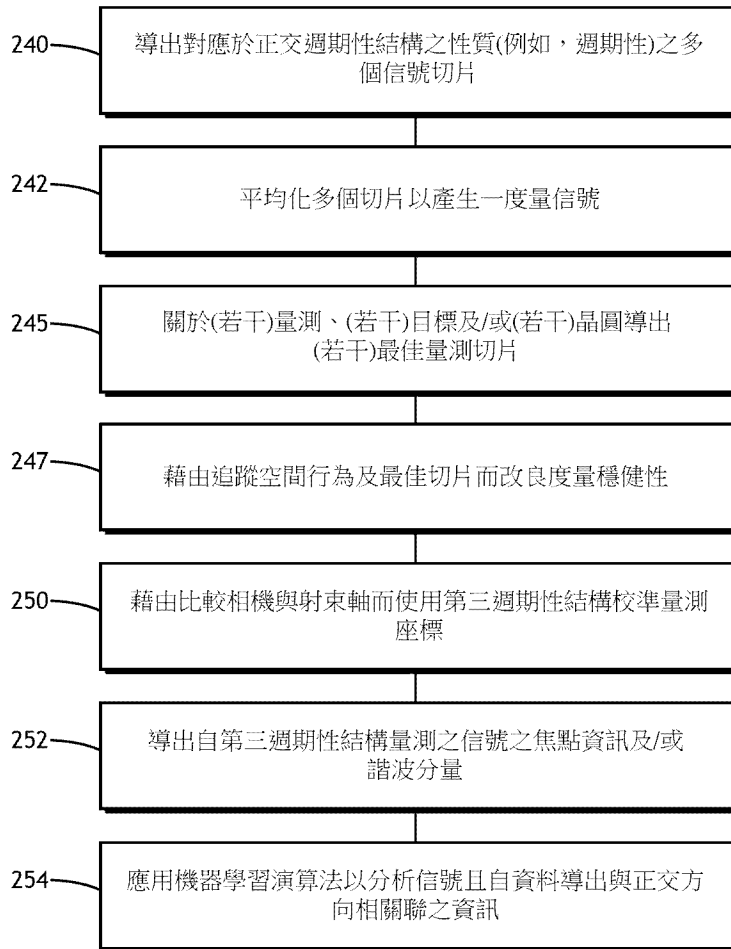 240
導出對應於正交週期性結構之性質(例如，週期性)之多
個信號切片
242
平均化多個切片以產生一度量信號
245
關於(若干)量測、(若干)目標及/或(若干)晶圓導出
(若干)最佳量測切片
247
藉由追蹤空間行為及最佳切片而改良度量穩健性
250
藉由比較相機與射束軸而使用第三週期性結構校準量測
座標
252
導出自第三週期性結構量測之信號之焦點資訊及/或
諧波分量
254
應用機器學習演算法以分析信號且自資料導出與正交方
向相關聯之資訊